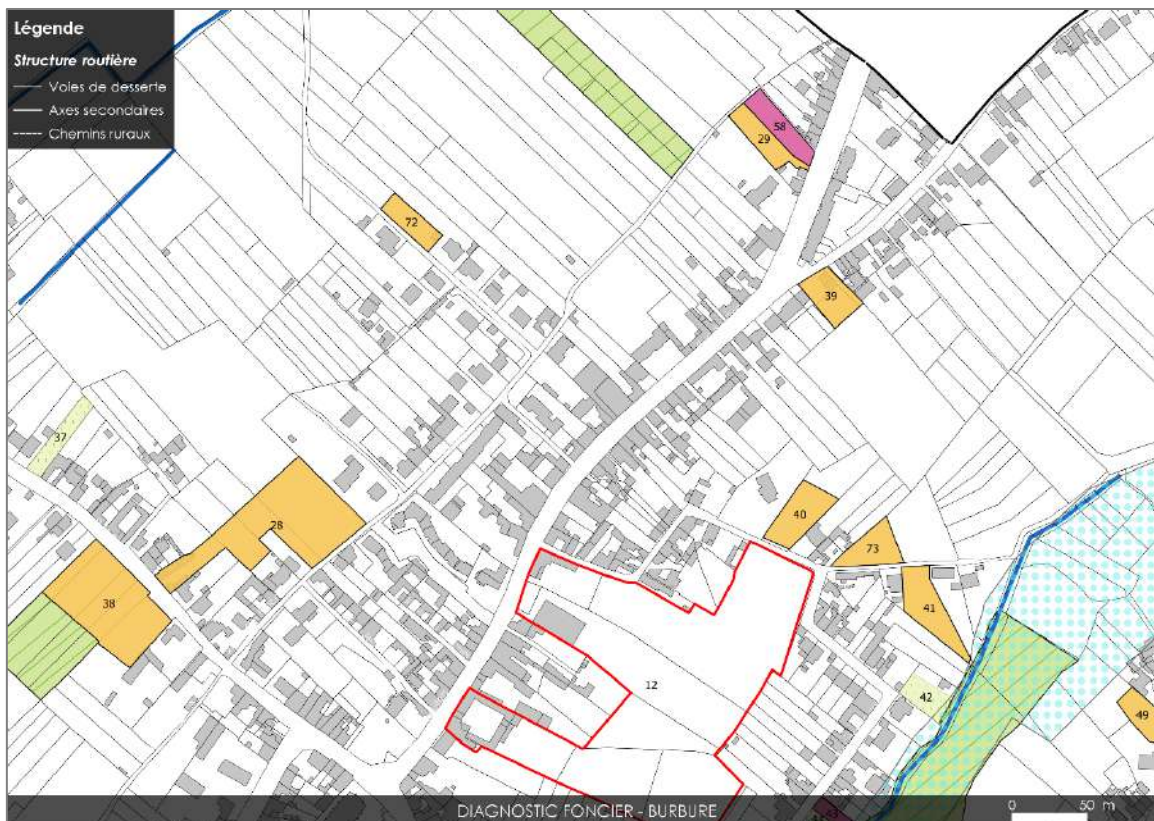 Légende
Structure routière
Voies de desserte
Axes secondaires
Chemins ruraux
58
29
72
39
37
28
40
73
38
41
12
42
49
DIAGNOSTIC FONCIER - BURBURE
0 50 m